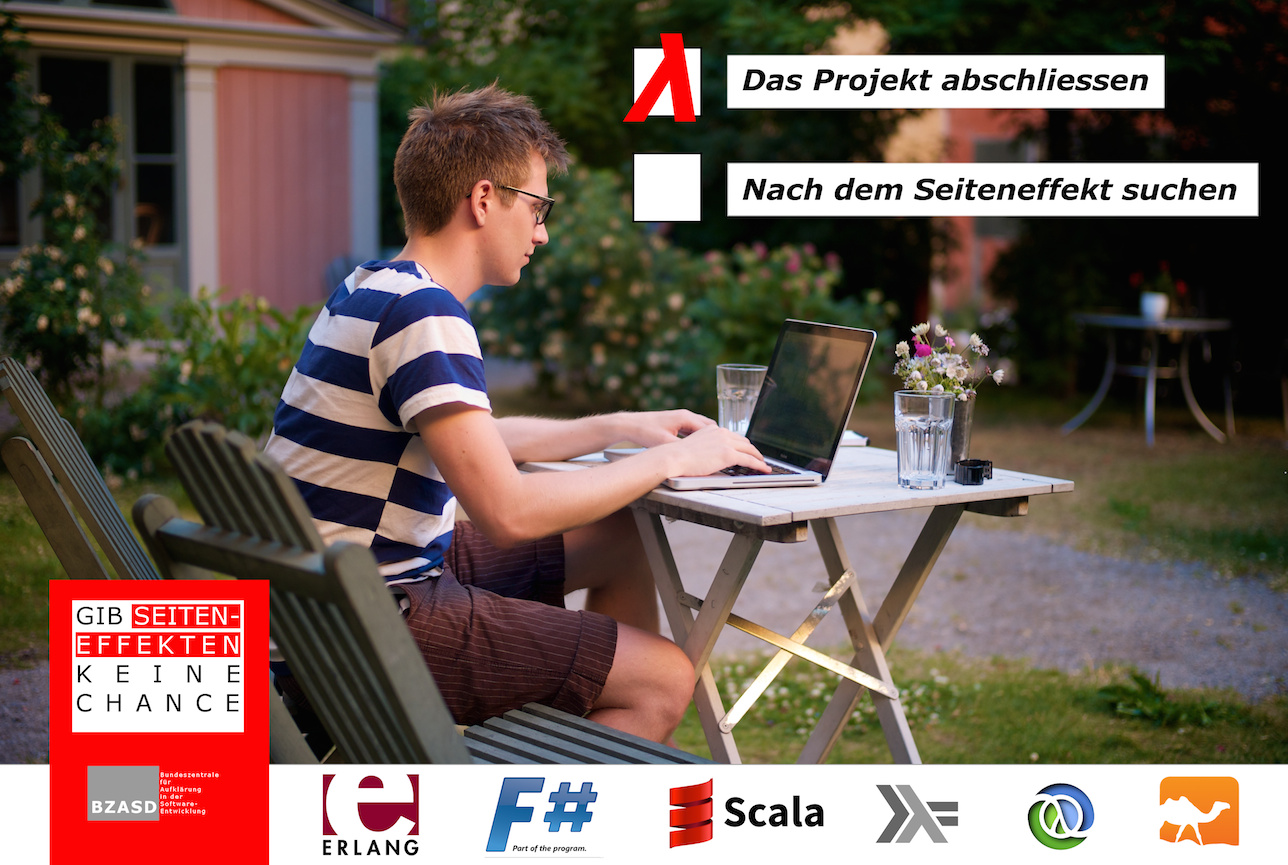 λ
Das Projekt abschliessen
Nach dem Seiteneffekt suchen
GIB SEITEN-
EFFEKTEN
KEINE
CHANCE
BZASD
Bundeszentrale
für
Aufklärung
in der
Software-
Entwicklung
e
ERLANG
F#
Part of the program.
Scala